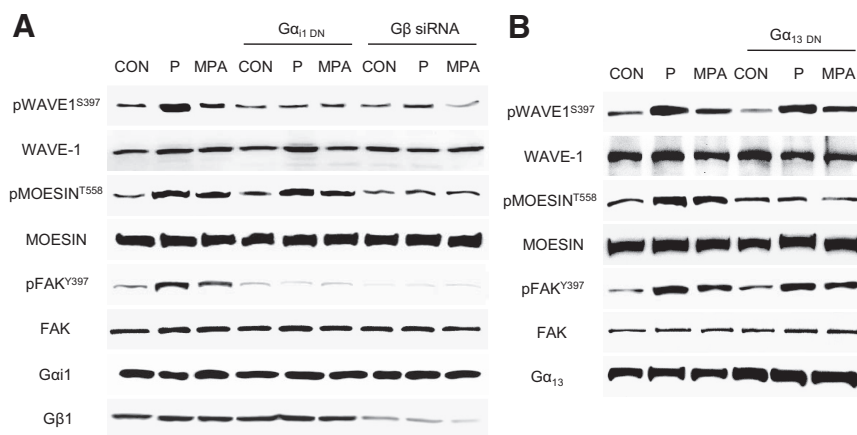 A
Gαi1 DN Gβ siRNA
CON P MPA CON P MPA CON P MPA
pWAVE1S397
WAVE-1
pMOESINT558
MOESIN
pFAKY397
FAK
Gαi1
Gβ1
B
Gα13 DN
CON P MPA CON P MPA
pWAVE1S397
WAVE-1
pMOESINT558
MOESIN
pFAKY397
FAK
Gα13